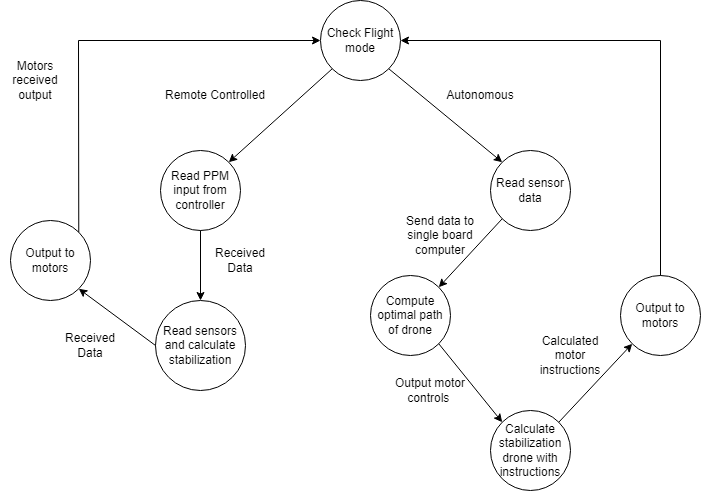 Check Flight
mode
Motors
received
output
Remote Controlled
Autonomous
Read PPM
input from
controller
Read sensor
data
Send data to
single board
computer
Output to
motors
Received
Data
Compute
optimal path
of drone
Output to
motors
Received
Data
Read sensors
and calculate
stabilization
Calculated
motor
instructions
Output motor
controls
Calculate
stabilization
drone with
instructions